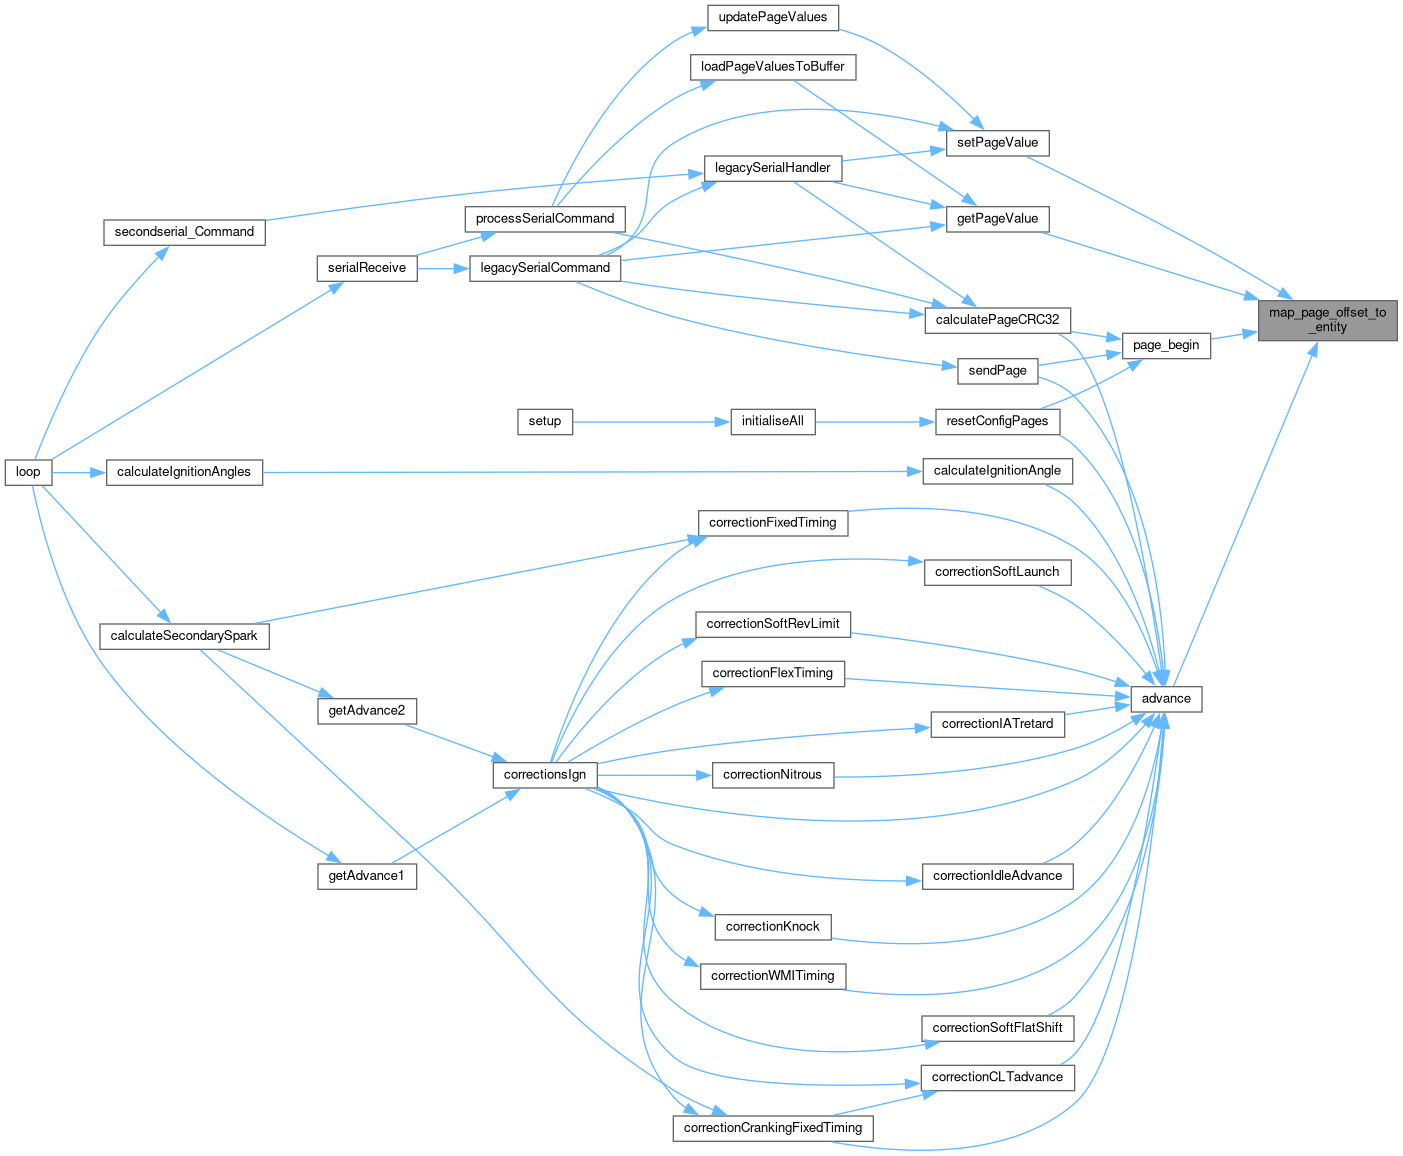 updatePageValues
loadPageValuesToBuffer
setPageValue
legacySerialHandler
processSerialCommand
getPageValue
secondserial_Command
serialReceive
legacySerialCommand
map_page_offset_to
_entity
calculatePageCRC32
page_begin
sendPage
setup
initialiseAll
resetConfigPages
loop
calculateIgnitionAngles
calculateIgnitionAngle
correctionFixedTiming
correctionSoftLaunch
calculateSecondarySpark
correctionSoftRevLimit
correctionFlexTiming
advance
getAdvance2
correctionIATretard
correctionsIgn
correctionNitrous
getAdvance1
correctionIdleAdvance
correctionKnock
correctionWMITiming
correctionSoftFlatShift
correctionCLTadvance
correctionCrankingFixedTiming